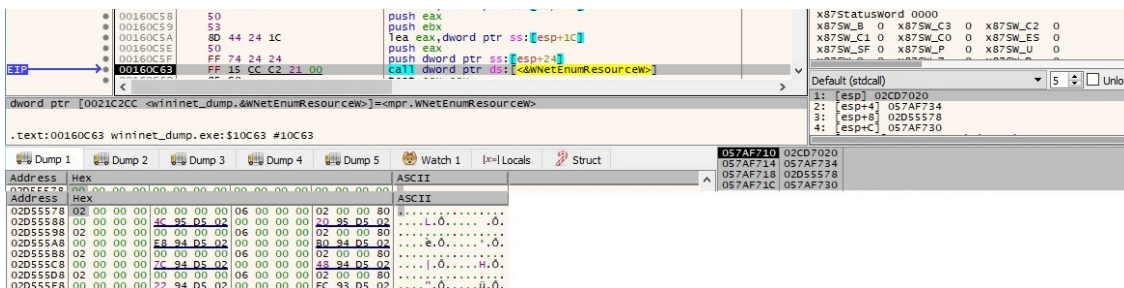 00160C58 50 push eax
00160C59 53 push ebx
00160C5A 8D 44 24 1C lea eax,dword ptr ss:[esp+1C]
00160C5E 50 push eax
00160C5F FF 74 24 24 push dword ptr ss:[esp+24]
EIP 00160C63 FF 15 CC C2 21 00 call dword ptr ds:[<&WNetEnumResourceW>]
x87StatusWord 0000
x87SW_B 0 x87SW_C3 0 x87SW_C2 0
x87SW_C1 0 x87SW_C0 0 x87SW_ES 0
x87SW_SF 0 x87SW_P 0 x87SW_U 0
Default (stdcall) 5 Unlo
1: [esp] 02CD7020
2: [esp+4] 057AF734
3: [esp+8] 02D55578
4: [esp+C] 057AF730
dword ptr [0021C2CC <wininet_dump.&WNetEnumResourceW>]=<mpr.WNetEnumResourceW>
.text:00160C63 wininet_dump.exe:$10C63 #10C63
Dump 1 Dump 2 Dump 3 Dump 4 Dump 5 Watch 1 [x=] Locals Struct
057AF710 02CD7020
057AF714 057AF734
057AF718 02D55578
057AF71C 057AF730
Address Hex ASCII
Address Hex ASCII
02D55578 02 00 00 00 00 00 00 00 06 00 00 00 02 00 00 80 ................
02D55588 00 00 00 00 4C 95 D5 02 00 00 00 00 20 95 D5 02 ....L.Õ..... .Õ.
02D55598 02 00 00 00 00 00 00 00 06 00 00 00 02 00 00 80 ................
02D555A8 00 00 00 00 E8 94 D5 02 00 00 00 00 B0 94 D5 02 ....è.Õ.....°.Õ.
02D555B8 02 00 00 00 00 00 00 00 06 00 00 00 02 00 00 80 ................
02D555C8 00 00 00 00 7C 94 D5 02 00 00 00 00 48 94 D5 02 ....|.Õ.....H.Õ.
02D555D8 02 00 00 00 00 00 00 00 06 00 00 00 02 00 00 80 ................
02D555E8 00 00 00 00 22 94 D5 02 00 00 00 00 FC 93 D5 02 ....".Õ.....ü.Õ.